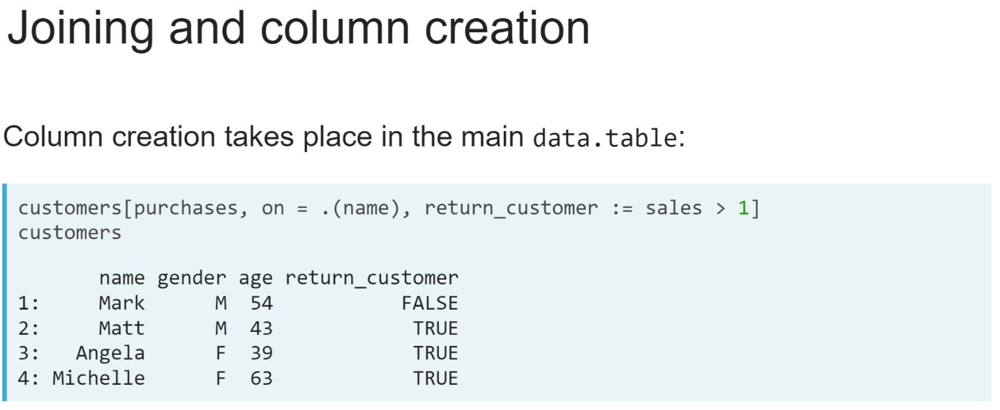 Joining and column creation
Column creation takes place in the main data.table:
customers[purchases, on = .(name), return_customer := sales > 1]
customers
name gender age return_customer
1: Mark M 54 FALSE
2: Matt M 43 TRUE
3: Angela F 39 TRUE
4: Michelle F 63 TRUE